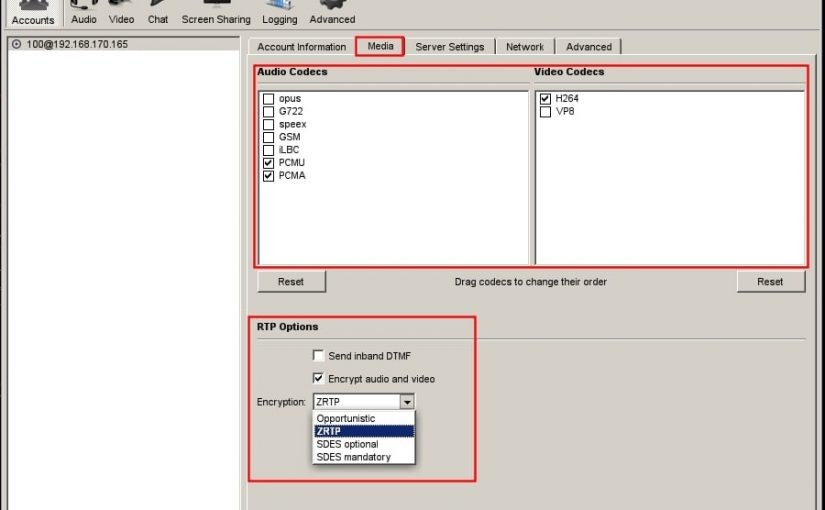 Accounts Audio Video Chat Screen Sharing Logging Advanced
100@192.168.170.165
Account Information Media Server Settings Network Advanced
Audio Codecs
opus
G722
speex
GSM
iLBC
PCMU
PCMA
Video Codecs
H264
VP8
Reset Drag codecs to change their order Reset
RTP Options
Send inband DTMF
Encrypt audio and video
Encryption: ZRTP
Opportunistic
ZRTP
SDES optional
SDES mandatory